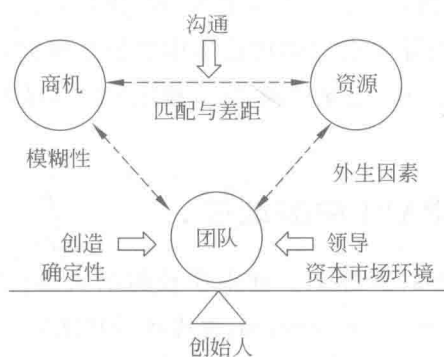 沟通
商机
资源
匹配与差距
模糊性
外生因素
创造
团队
领导
确定性
资本市场环境
创始人